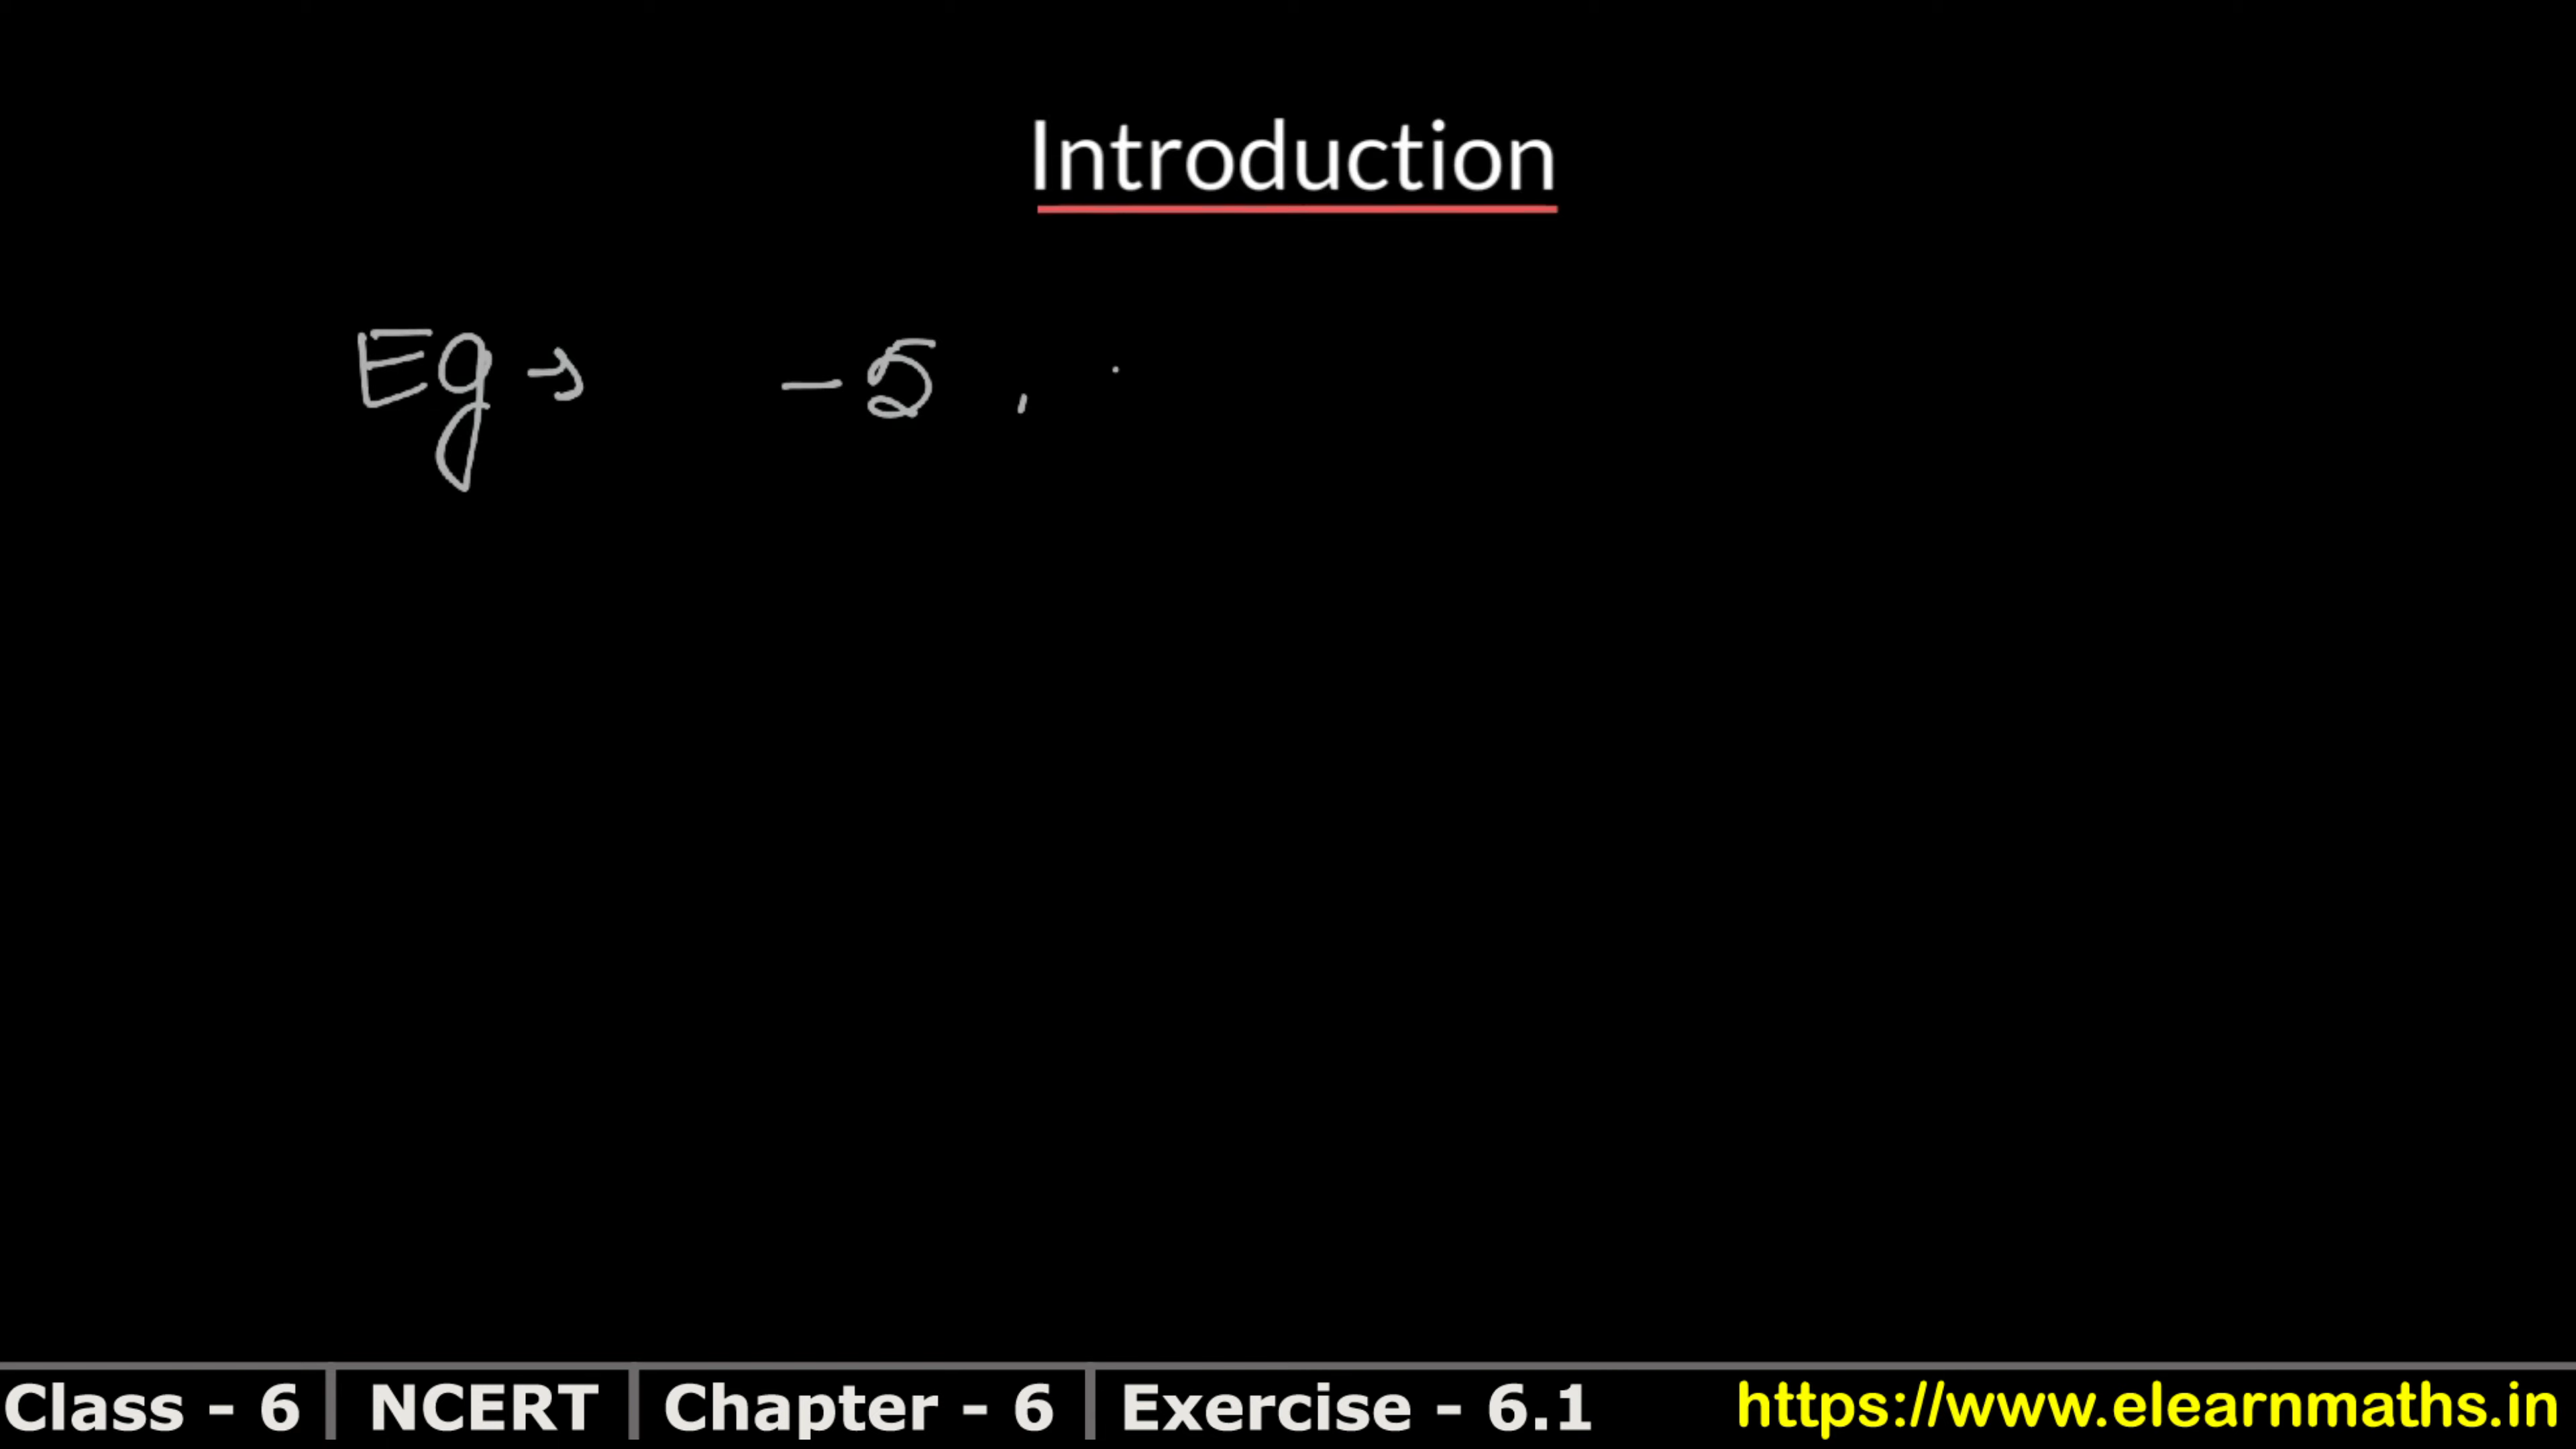 Introduction
Eg → -5 ,
Class - 6 | NCERT | Chapter - 6 | Exercise - 6.1 https://www.elearnmaths.in